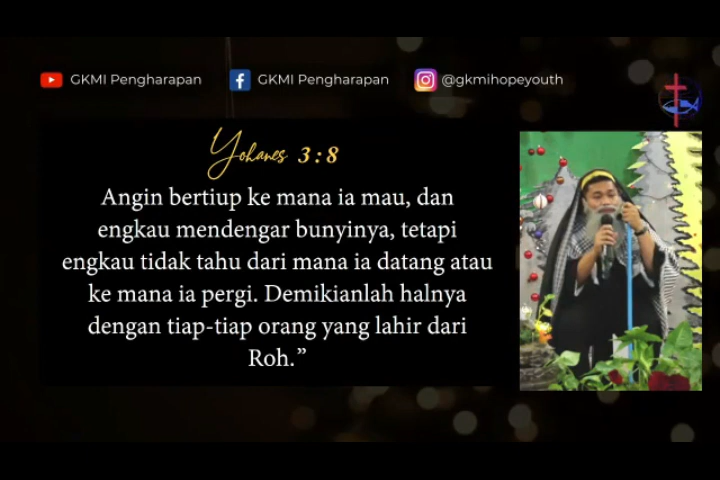 GKMI Pengharapan
GKMI Pengharapan
@gkmihopeyouth
Yohanes 3:8
Angin bertiup ke mana ia mau, dan
engkau mendengar bunyinya, tetapi
engkau tidak tahu dari mana ia datang atau
ke mana ia pergi. Demikianlah halnya
dengan tiap-tiap orang yang lahir dari
Roh.”